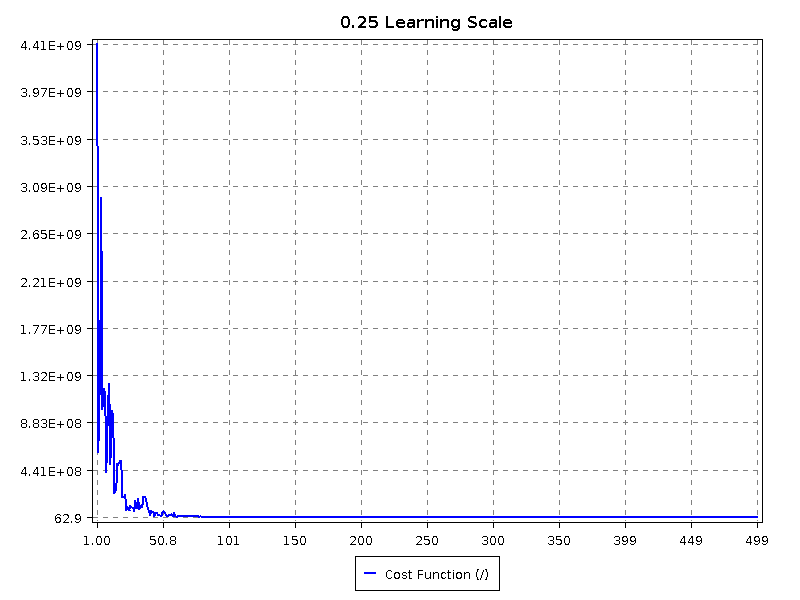 0.25 Learning Scale
4.41E+09
3.97E+09
3.53E+09
3.09E+09
2.65E+09
2.21E+09
1.77E+09
1.32E+09
8.83E+08
4.41E+08
62.9
1.00 50.8 101 150 200 250 300 350 399 449 499
Cost Function (/)